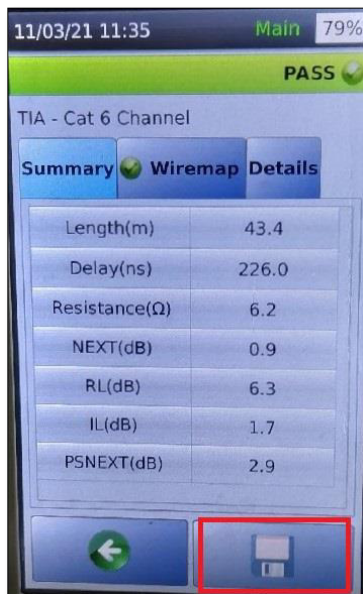 11/03/21 11:35 Main 79%
PASS
TIA - Cat 6 Channel
Summary Wiremap Details
Length(m) 43.4
Delay(ns) 226.0
Resistance(Ω) 6.2
NEXT(dB) 0.9
RL(dB) 6.3
IL(dB) 1.7
PSNEXT(dB) 2.9